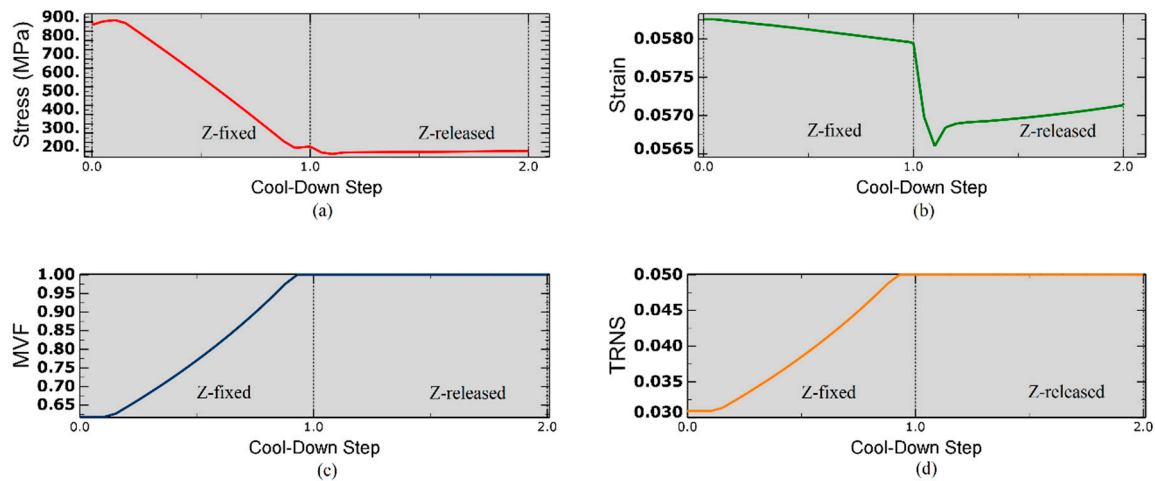 900.
800.
700.
600.
500.
400.
300.
200.
Stress (MPa)
Z-fixed
Z-released
0.0
1.0
2.0
Cool-Down Step
(a)
0.0580
0.0575
0.0570
0.0565
Strain
Z-fixed
Z-released
0.0
1.0
2.0
Cool-Down Step
(b)
1.00
0.95
0.90
0.85
0.80
0.75
0.70
0.65
MVF
Z-fixed
Z-released
0.0
1.0
2.0
Cool-Down Step
(c)
0.050
0.045
0.040
0.035
0.030
TRNS
Z-fixed
Z-released
0.0
1.0
2.0
Cool-Down Step
(d)